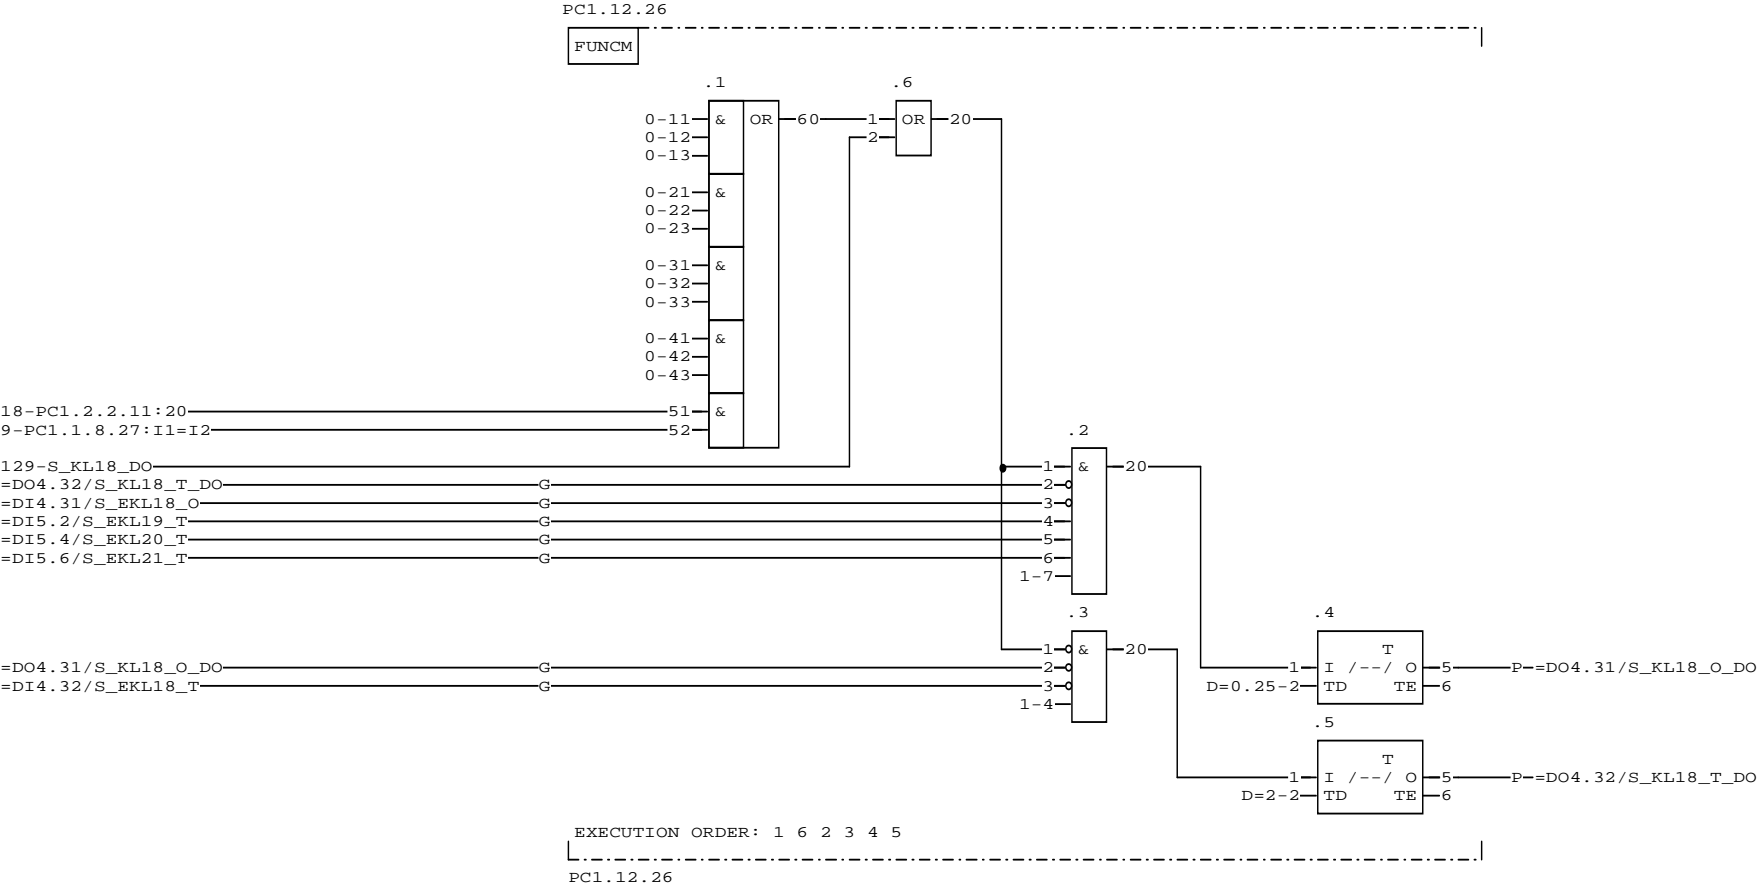 PC1.12.26
FUNCM
.1 .6
0-11 & OR 60 1 OR 20
0-12 2
0-13
0-21 &
0-22
0-23
0-31 &
0-32
0-33
0-41 &
0-42
0-43
18-PC1.2.2.11:20 51 &
9-PC1.1.8.27:I1=I2 52
.2
129-S_KL18_DO 1 & 20
=DO4.32/S_KL18_T_DO G 2
=DI4.31/S_EKL18_O G 3
=DI5.2/S_EKL19_T G 4
=DI5.4/S_EKL20_T G 5
=DI5.6/S_EKL21_T G 6
1-7
.3 .4
1 & 20 T
=DO4.31/S_KL18_O_DO G 2 1 I /--/ O 5 P =DO4.31/S_KL18_O_DO
=DI4.32/S_EKL18_T G 3 D=0.25-2 TD TE 6
1-4
.5
T
1 I /--/ O 5 P =DO4.32/S_KL18_T_DO
D=2-2 TD TE 6
EXECUTION ORDER: 1 6 2 3 4 5
PC1.12.26